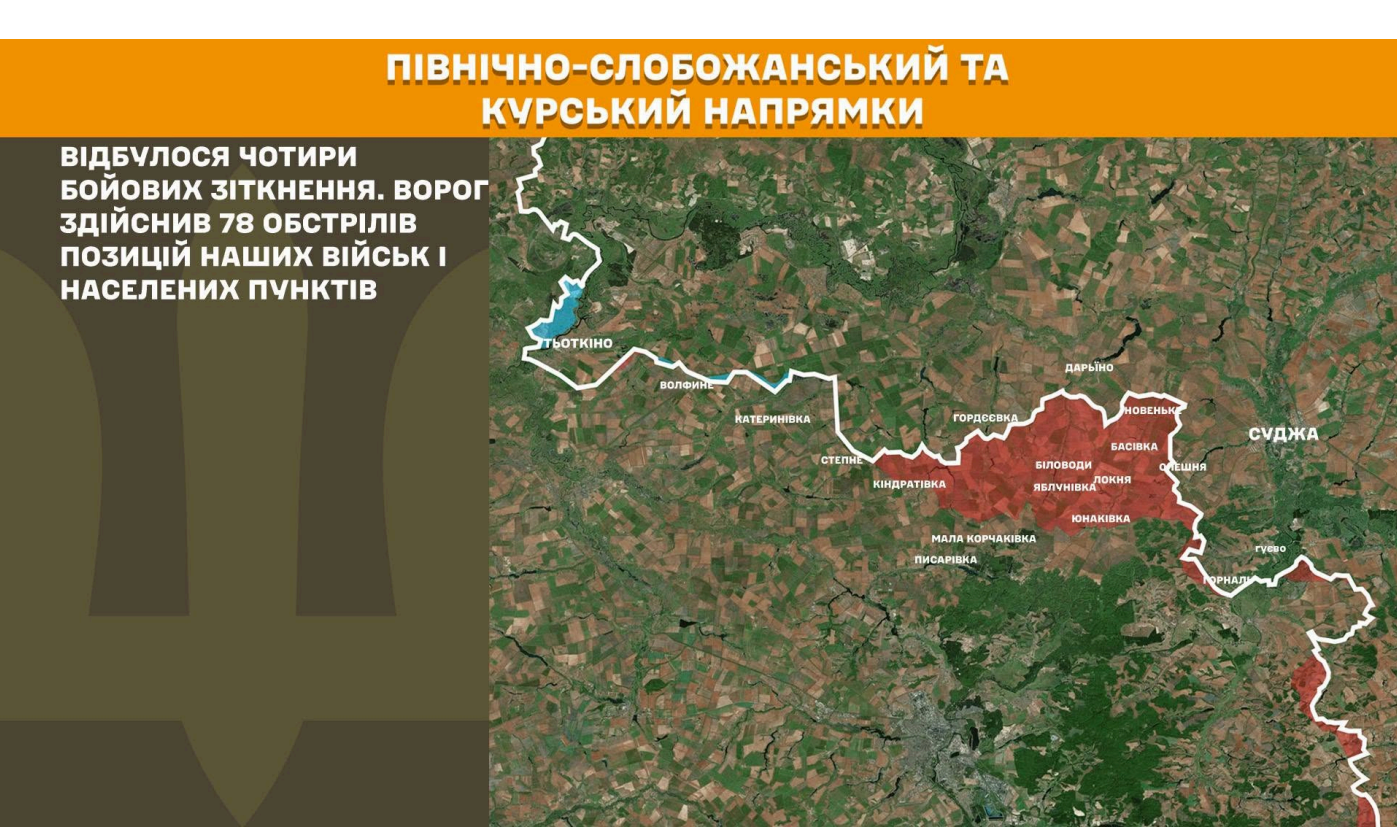 ПІВНІЧНО-СЛОБОЖАНСЬКИЙ ТА
КУРСЬКИЙ НАПРЯМКИ
ВІДБУЛОСЯ ЧОТИРИ
БОЙОВИХ ЗІТКНЕННЯ. ВОРОГ
ЗДІЙСНИВ 78 ОБСТРІЛІВ
ПОЗИЦІЙ НАШИХ ВІЙСЬК І
НАСЕЛЕНИХ ПУНКТІВ
ТЬОТКІНО
ДАРЬЇНО
ВОЛФИНЕ
КАТЕРИНІВКА
ГОРДЄЄВКА
НОВЕНЬКЕ
СУДЖА
БАСІВКА
СТЕПНЕ
БІЛОВОДИ
ОЛЕШНЯ
КІНДРАТІВКА
ЛОКНЯ
ЯБЛУНІВКА
ЮНАКІВКА
МАЛА КОРЧАКІВКА
ПИСАРІВКА
ГУЄВО
ГОРНАЛЬ